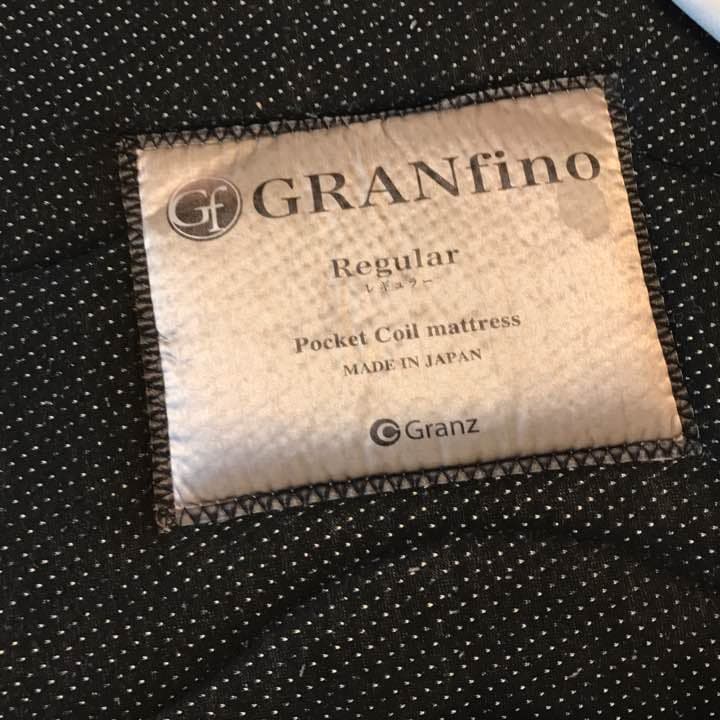 Gf GRANfino
Regular
レギュラー
Pocket Coil mattress
MADE IN JAPAN
Granz